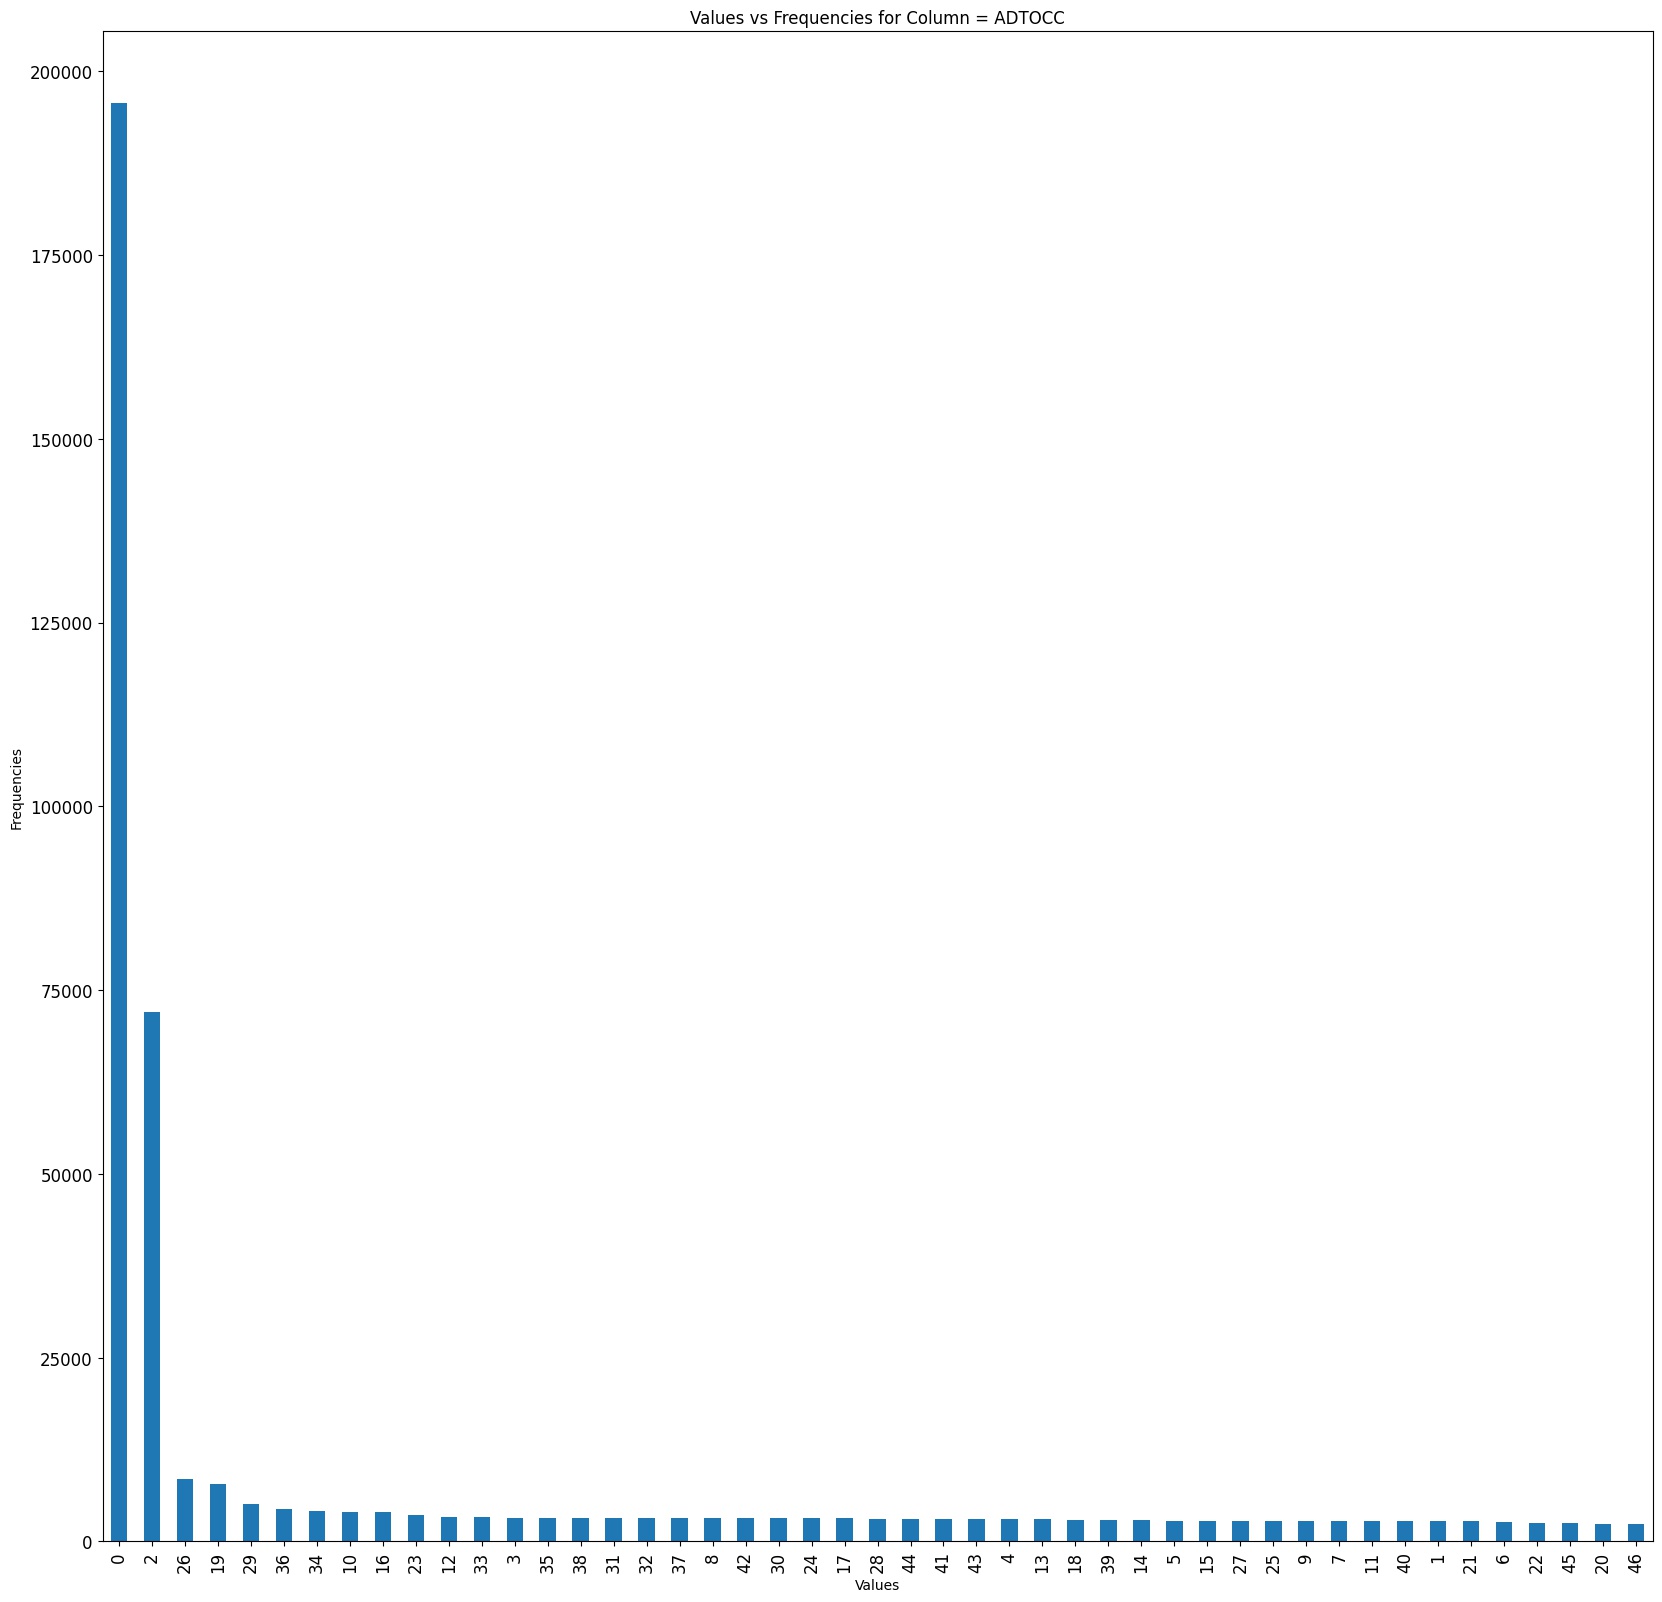 Values vs Frequencies for Column = ADTOCC
200000
175000
150000
125000
100000
75000
50000
25000
0
Frequencies
0 2 26 19 29 36 34 10 16 23 12 33 3 35 38 31 32 37 8 42 30 24 17 28 44 41 43 4 13 18 39 14 5 15 27 25 9 7 11 40 1 21 6 22 45 20 46
Values